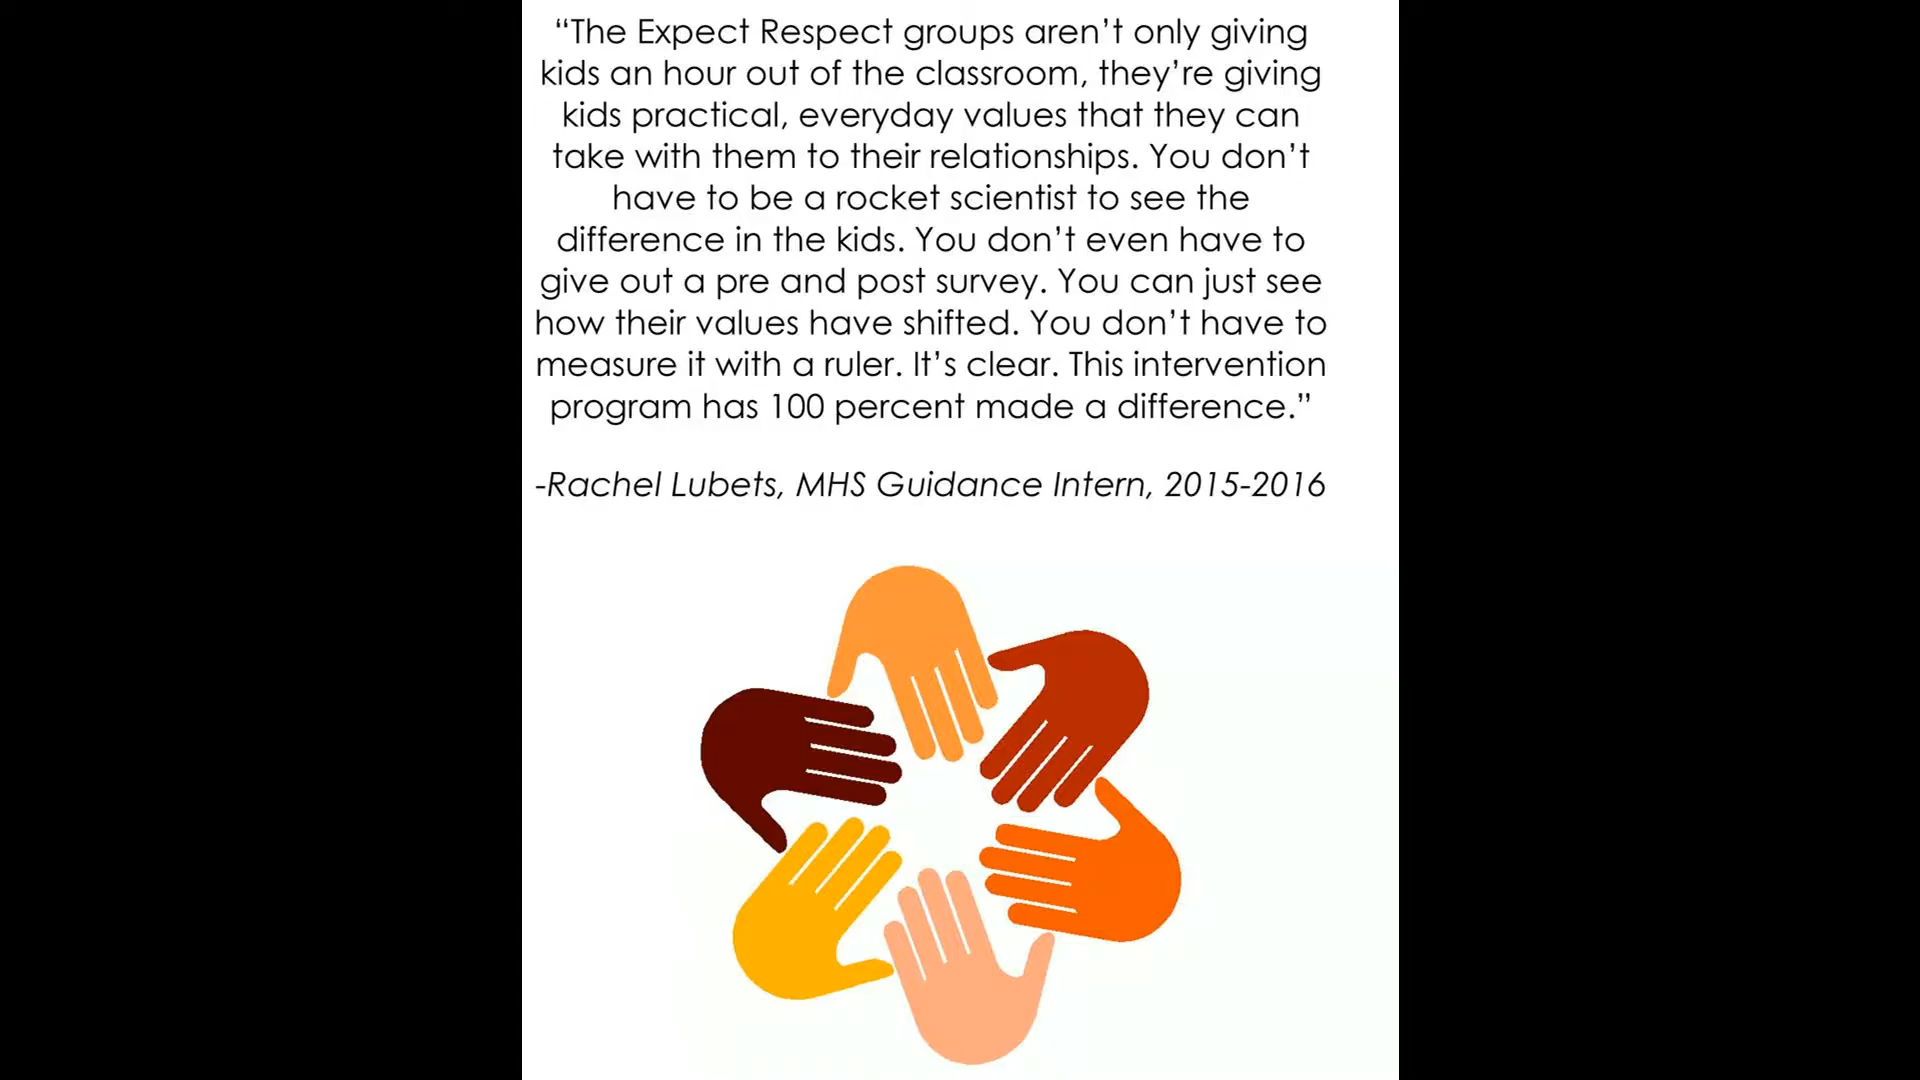 “The Expect Respect groups aren’t only giving
kids an hour out of the classroom, they’re giving
kids practical, everyday values that they can
take with them to their relationships. You don’t
have to be a rocket scientist to see the
difference in the kids. You don’t even have to
give out a pre and post survey. You can just see
how their values have shifted. You don’t have to
measure it with a ruler. It’s clear. This intervention
program has 100 percent made a difference.”
-Rachel Lubets, MHS Guidance Intern, 2015-2016